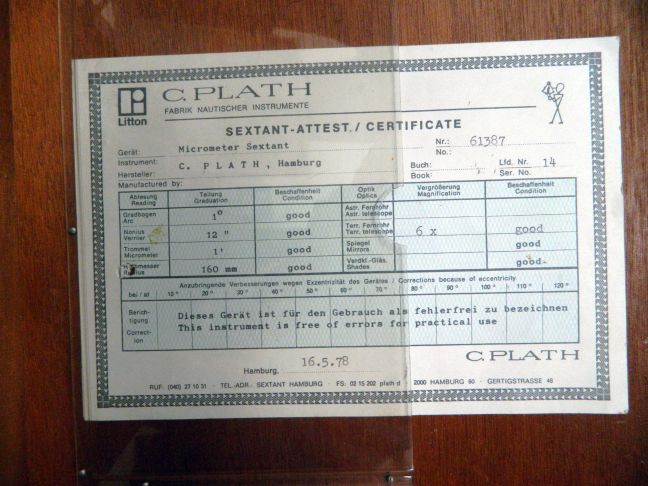 C. PLATH
FABRIK NAUTISCHER INSTRUMENTE
Litton
SEXTANT-ATTEST. / CERTIFICATE
Gerät: Micrometer Sextant Nr.: 61387
Instrument: No.:
Hersteller: C. PLATH, Hamburg Buch: Lfd. Nr. 14
Manufactured by: Book: Ser. No.
Ablesung Teilung Beschaffenheit Optik Vergrößerung Beschaffenheit
Reading Graduation Condition Optics Magnification Condition
Gradbogen 1° good Astr. Fernrohr
Arc Astr. telescope
Nonius 12 " good Terr. Fernrohr 6 x good
Vernier Terr. telescope
Trommel 1' good Spiegel good
Micrometer Mirrors
160 mm good Verdkl.-Gläs. good
Shades
Anzubringende Verbesserungen wegen Exzentrizität des Gerätes / Corrections because of eccentricity
bei / at 10° 20° 30° 40° 50° 60° 70° 80° 90° 100° 110° 120°
Berich- Dieses Gerät ist für den Gebrauch als fehlerfrei zu bezeichnen
tigung This instrument is free of errors for practical use
Correct-
ion
C. PLATH
Hamburg, 16.5.78
RUF: (040) 27 10 31 · TEL.-ADR.: SEXTANT HAMBURG · FS: 02 15 202 plath d 2000 HAMBURG 60 · GERTIGSTRASSE 48